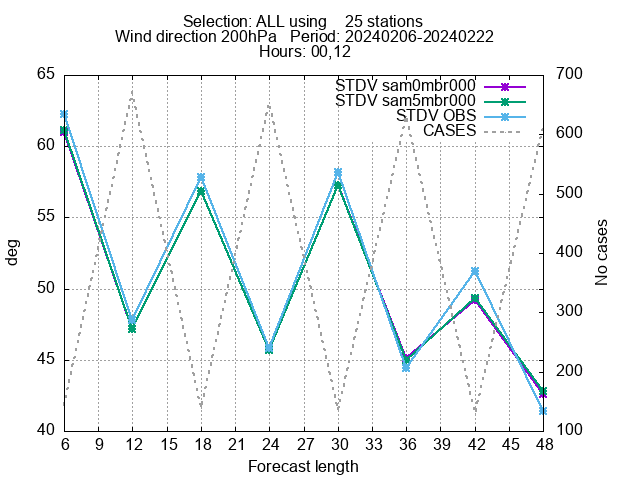 Selection: ALL using    25 stations
Wind direction 200hPa   Period: 20240206-20240222
Hours: 00,12
65 700
STDV sam0mbr000
STDV sam5mbr000
STDV OBS
CASES
60 600
55 500
deg
No cases
50 400
300
45 200
40 100
6 9 12 15 18 21 24 27 30 33 36 39 42 45 48
Forecast length